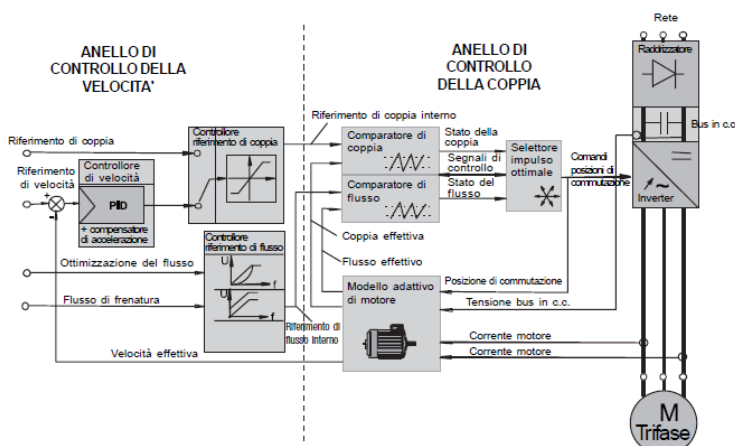 Rete
ANELLO DI
CONTROLLO DELLA
VELOCITA'
ANELLO DI
CONTROLLO
DELLA COPPIA
Raddrizzatore
Bus in c.c.
Riferimento di coppia interno
Riferimento di coppia
Controllore
riferimento di coppia
Comparatore di
coppia
Stato della
coppia
Segnali di
controllo
Stato del
flusso
Selettore
impulso
ottimale
Comandi
posizioni di
commutazione
Inverter
Riferimento
di velocità
+
-
Controllore
di velocità
PID
+ compensatore
di accelerazione
Comparatore di
flusso
Coppia effettiva
Flusso effettivo
Controllore
riferimento di flusso
U
f
U
f
Ottimizzazione del flusso
Flusso di frenatura
Riferimento di
flusso interno
Modello adattivo
di motore
Posizione di commutazione
Tensione bus in c.c.
Corrente motore
Corrente motore
Velocità effettiva
M
Trifase